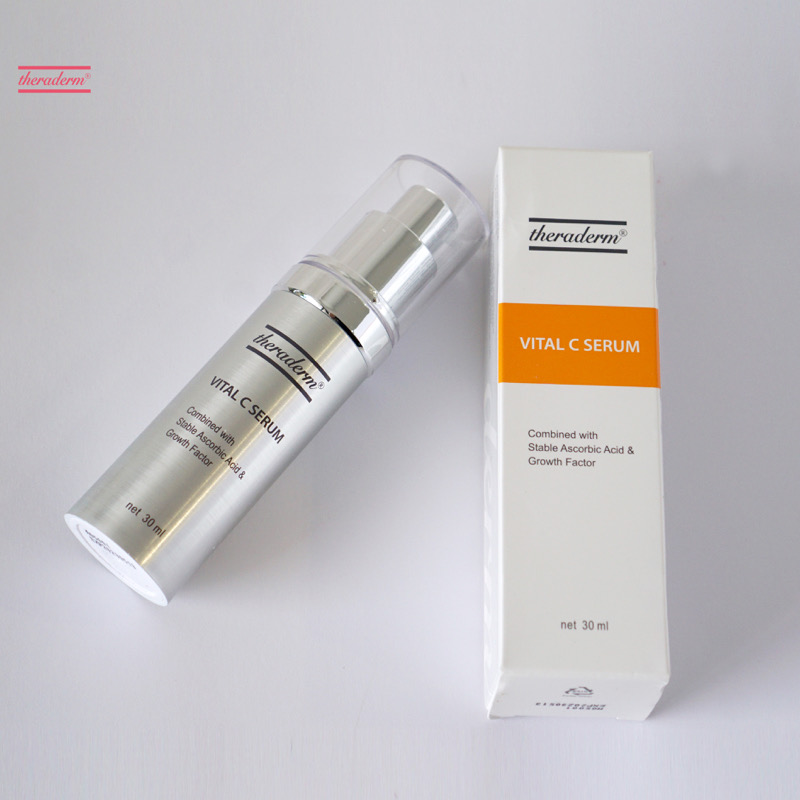 theraderm®
theraderm®
VITAL C SERUM
Combined with
Stable Ascorbic Acid &
Growth Factor
net 30 ml
theraderm®
VITAL C SERUM
Combined with
Stable Ascorbic Acid &
Growth Factor
net 30 ml